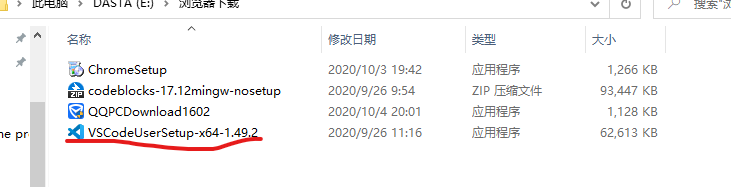 此电脑 > DASTA (E:) > 浏览器下载
搜索"浏
名称 修改日期 类型 大小
ChromeSetup 2020/10/3 19:42 应用程序 1,266 KB
codeblocks-17.12mingw-nosetup 2020/9/26 9:54 ZIP 压缩文件 93,447 KB
QQPCDownload1602 2020/10/4 20:01 应用程序 1,128 KB
VSCodeUserSetup-x64-1.49.2 2020/9/26 11:16 应用程序 62,613 KB
me pr